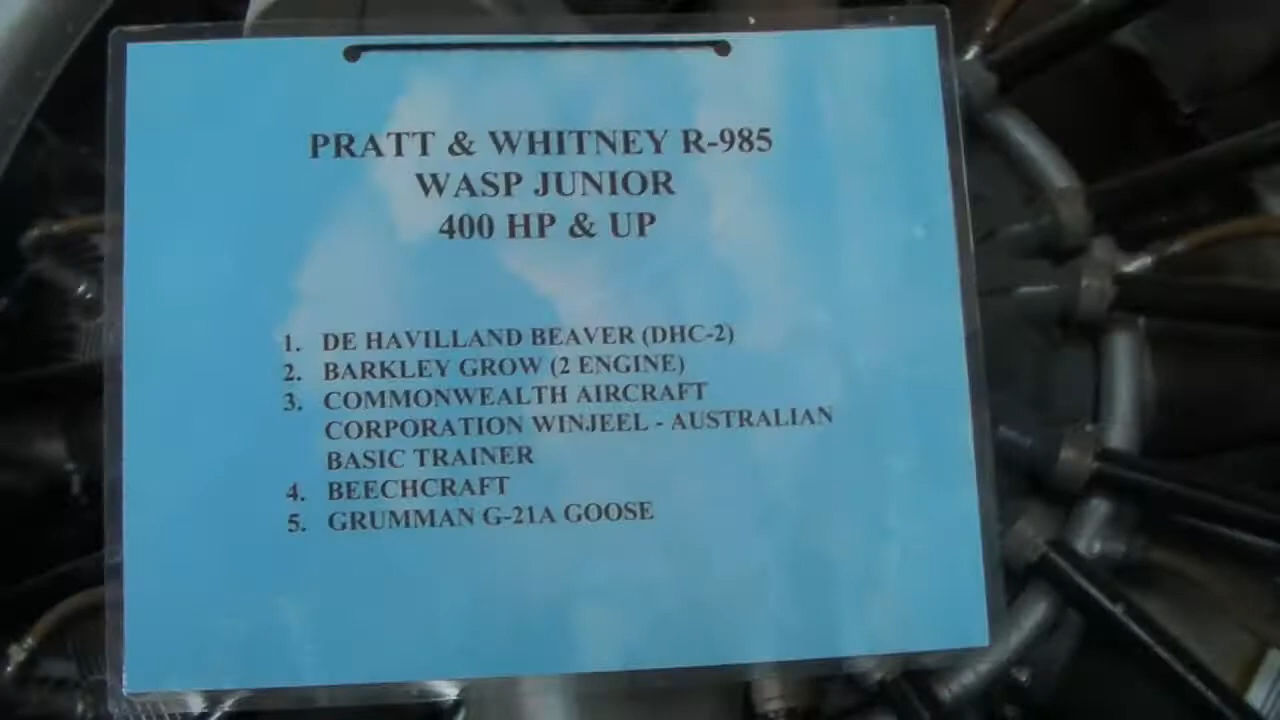 PRATT & WHITNEY R-985
WASP JUNIOR
400 HP & UP
1. DE HAVILLAND BEAVER (DHC-2)
2. BARKLEY GROW (2 ENGINE)
3. COMMONWEALTH AIRCRAFT
CORPORATION WINJEEL - AUSTRALIAN
BASIC TRAINER
4. BEECHCRAFT
5. GRUMMAN G-21A GOOSE